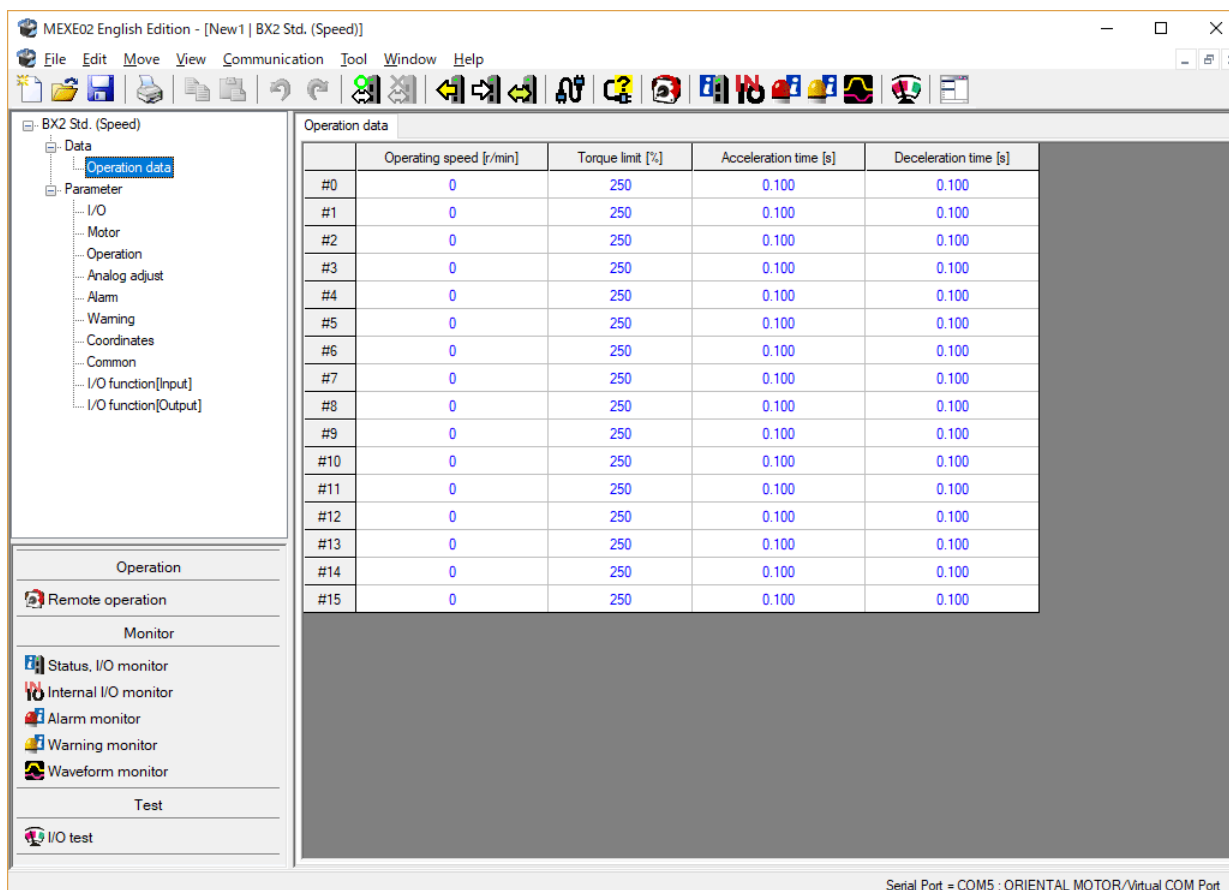 MEXE02 English Edition - [New1 | BX2 Std. (Speed)]
File Edit Move View Communication Tool Window Help
BX2 Std. (Speed)
Data
Operation data
Parameter
I/O
Motor
Operation
Analog adjust
Alarm
Warning
Coordinates
Common
I/O function[Input]
I/O function[Output]
Operation
Remote operation
Monitor
Status, I/O monitor
Internal I/O monitor
Alarm monitor
Warning monitor
Waveform monitor
Test
I/O test
Operation data
Operating speed [r/min] Torque limit [%] Acceleration time [s] Deceleration time [s]
#0 0 250 0.100 0.100
#1 0 250 0.100 0.100
#2 0 250 0.100 0.100
#3 0 250 0.100 0.100
#4 0 250 0.100 0.100
#5 0 250 0.100 0.100
#6 0 250 0.100 0.100
#7 0 250 0.100 0.100
#8 0 250 0.100 0.100
#9 0 250 0.100 0.100
#10 0 250 0.100 0.100
#11 0 250 0.100 0.100
#12 0 250 0.100 0.100
#13 0 250 0.100 0.100
#14 0 250 0.100 0.100
#15 0 250 0.100 0.100
Serial Port = COM5 : ORIENTAL MOTOR/Virtual COM Port